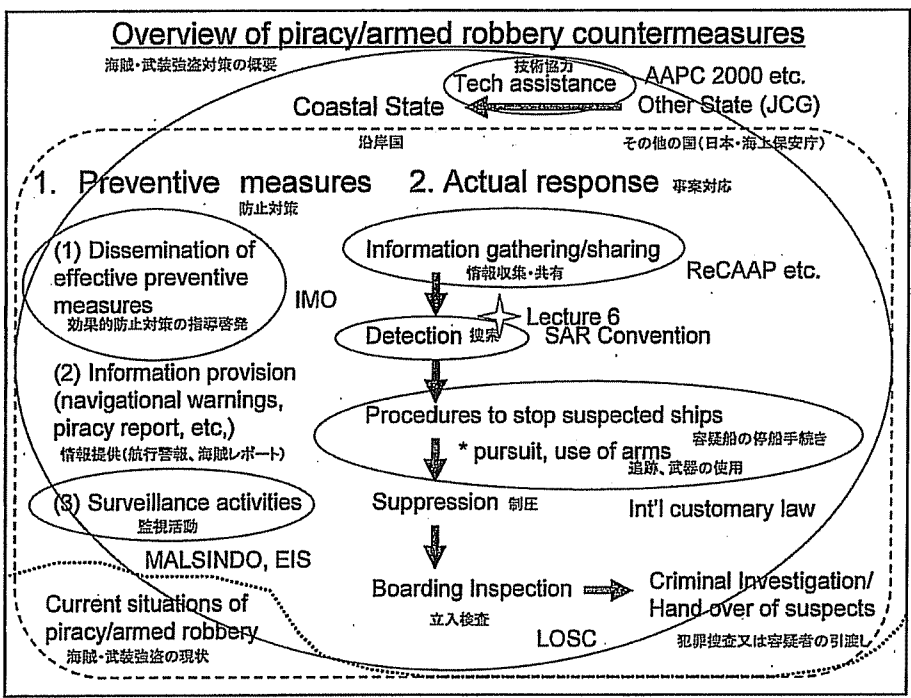 Overview of piracy/armed robbery countermeasures
海賊・武装強盗対策の概要
技術協力
Tech assistance
AAPC 2000 etc.
Coastal State
Other State (JCG)
沿岸国
その他の国(日本・海上保安庁)
1. Preventive measures
防止対策
2. Actual response 事案対応
(1) Dissemination of
effective preventive
measures
効果的防止対策の指導啓発
IMO
(2) Information provision
(navigational warnings,
piracy report, etc,)
情報提供(航行警報、海賊レポート)
(3) Surveillance activities
監視活動
MALSINDO, EIS
Current situations of
piracy/armed robbery
海賊・武装強盗の現状
Information gathering/sharing
情報収集・共有
ReCAAP etc.
Lecture 6
Detection 捜索
SAR Convention
Procedures to stop suspected ships
容疑船の停船手続き
* pursuit, use of arms
追跡、武器の使用
Suppression 制圧
Int'l customary law
Boarding Inspection
立入検査
Criminal Investigation/
Hand over of suspects
犯罪捜査又は容疑者の引渡し
LOSC